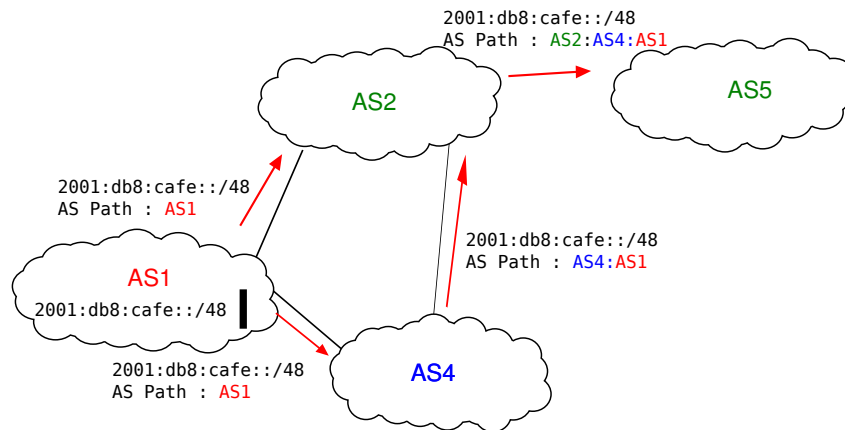 2001:db8:cafe::/48
AS Path : AS2:AS4:AS1
AS2
AS5
2001:db8:cafe::/48
AS Path : AS1
2001:db8:cafe::/48
AS Path : AS4:AS1
AS1
2001:db8:cafe::/48
2001:db8:cafe::/48
AS Path : AS1
AS4